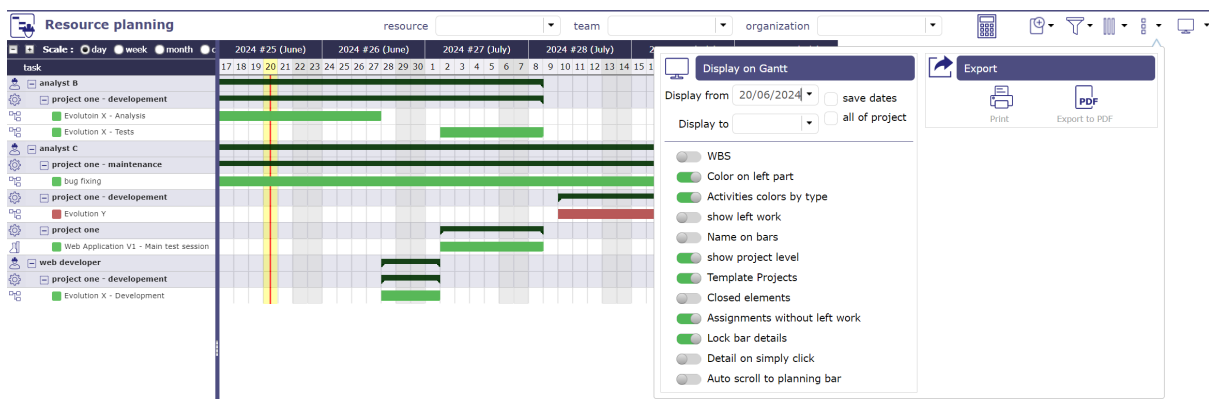 Resource planning
resource
team
organization
Scale : day week month
2024 #25 (June) 2024 #26 (June) 2024 #27 (July) 2024 #28 (July)
task
17 18 19 20 21 22 23 24 25 26 27 28 29 30 1 2 3 4 5 6 7 8 9 10 11 12 13 14 15
analyst B
project one - developement
Evolutoin X - Analysis
Evolution X - Tests
analyst C
project one - maintenance
bug fixing
project one - developement
Evolution Y
project one
Web Application V1 - Main test session
web developer
project one - development
Evolution X - Development
Display on Gantt
Display from 20/06/2024 save dates
Display to all of project
WBS
Color on left part
Activities colors by type
show left work
Name on bars
show project level
Template Projects
Closed elements
Assignments without left work
Lock bar details
Detail on simply click
Auto scroll to planning bar
Export
PDF
Print Export to PDF